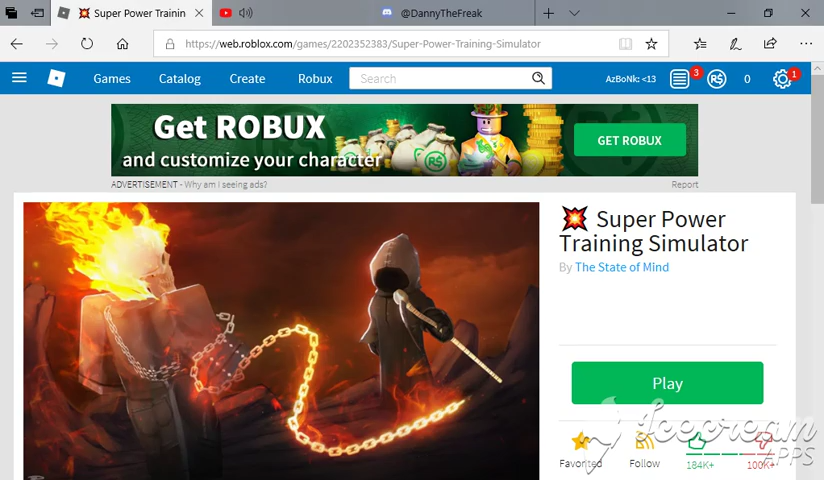 Super Power Trainin
@DannyTheFreak
https://web.roblox.com/games/2202352383/Super-Power-Training-Simulator
Games Catalog Create Robux Search AzBoNk: <13 3 0 1
Get ROBUX
and customize your character
GET ROBUX
ADVERTISEMENT - Why am I seeing ads? Report
Super Power
Training Simulator
By The State of Mind
Play
Favorited Follow 184K+ 100K+
Icecream
APPS